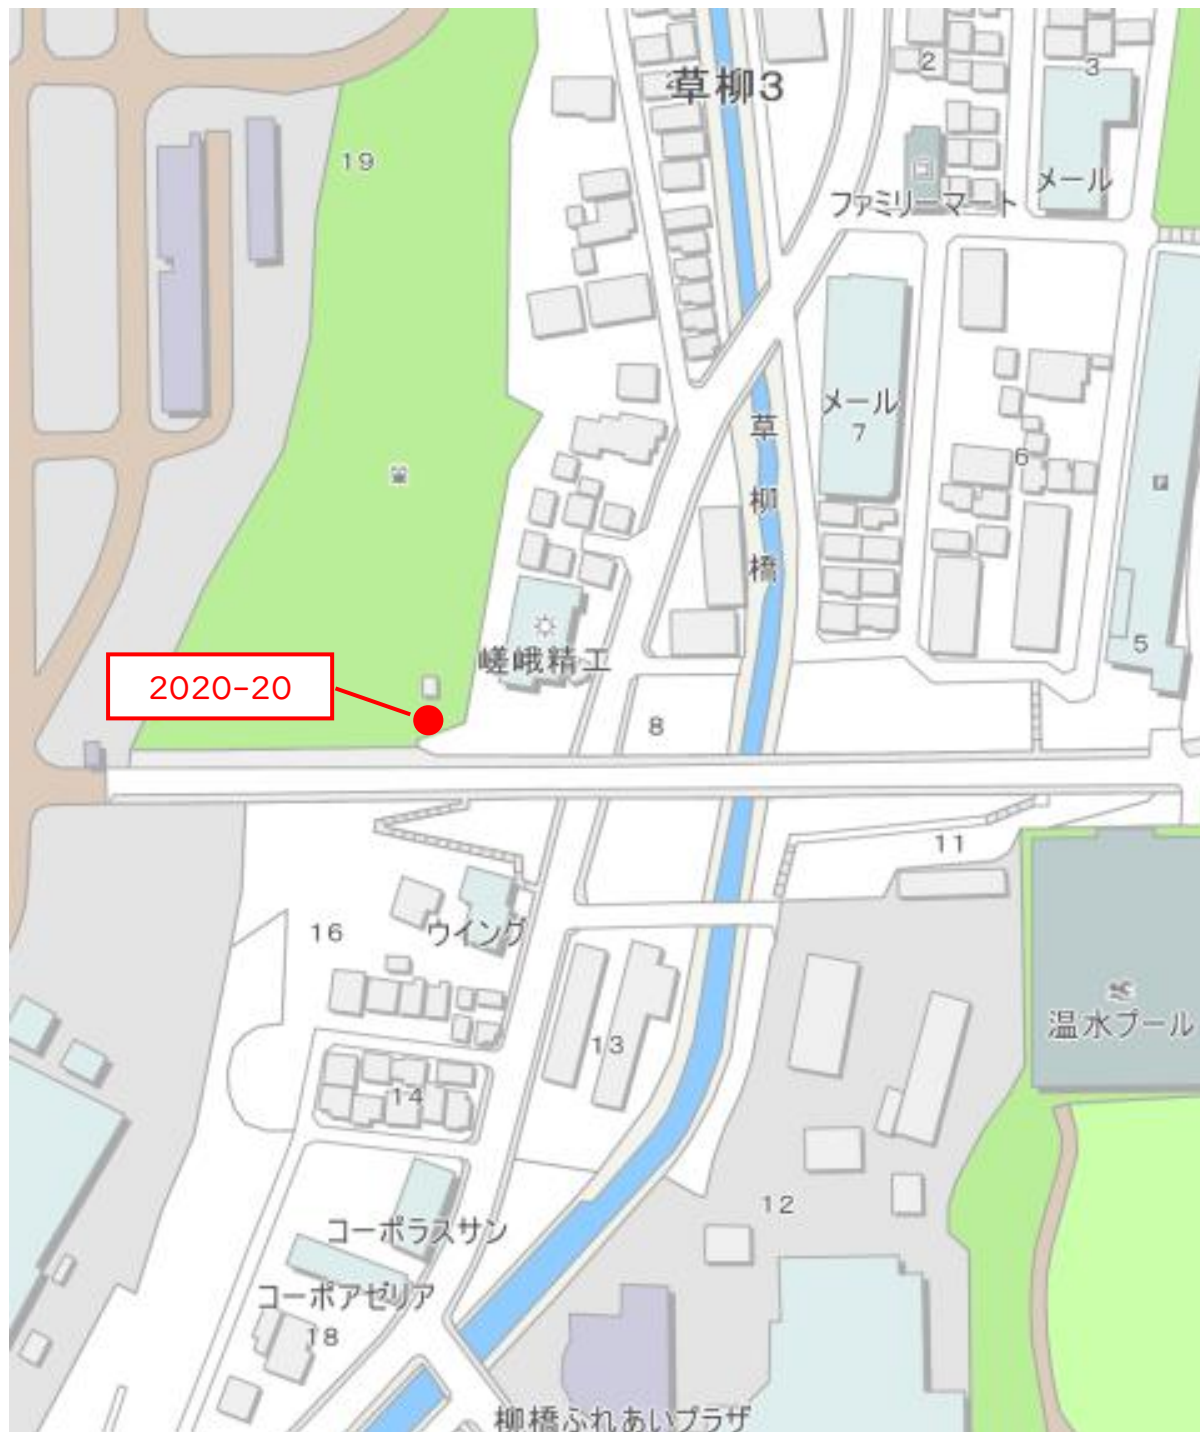 草柳3
2
3
19
メール
ファミリーマート
メール
7
草柳橋
6
5
嵯峨精工
2020-20
8
11
16
ウイング
温水プール
13
14
12
コーポラスサン
コーポアゼリア
18
柳橋ふれあいプラザ